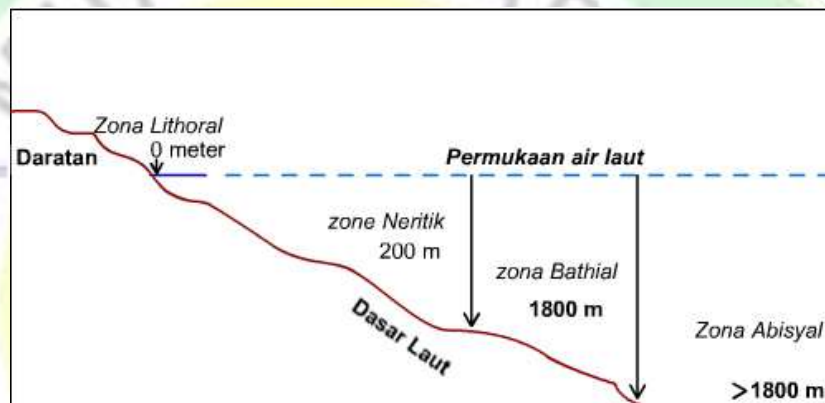 Zona Lithoral
0 meter
Daratan
Permukaan air laut
zone Neritik
200 m
zona Bathial
1800 m
Dasar Laut
Zona Abisyal
>1800 m